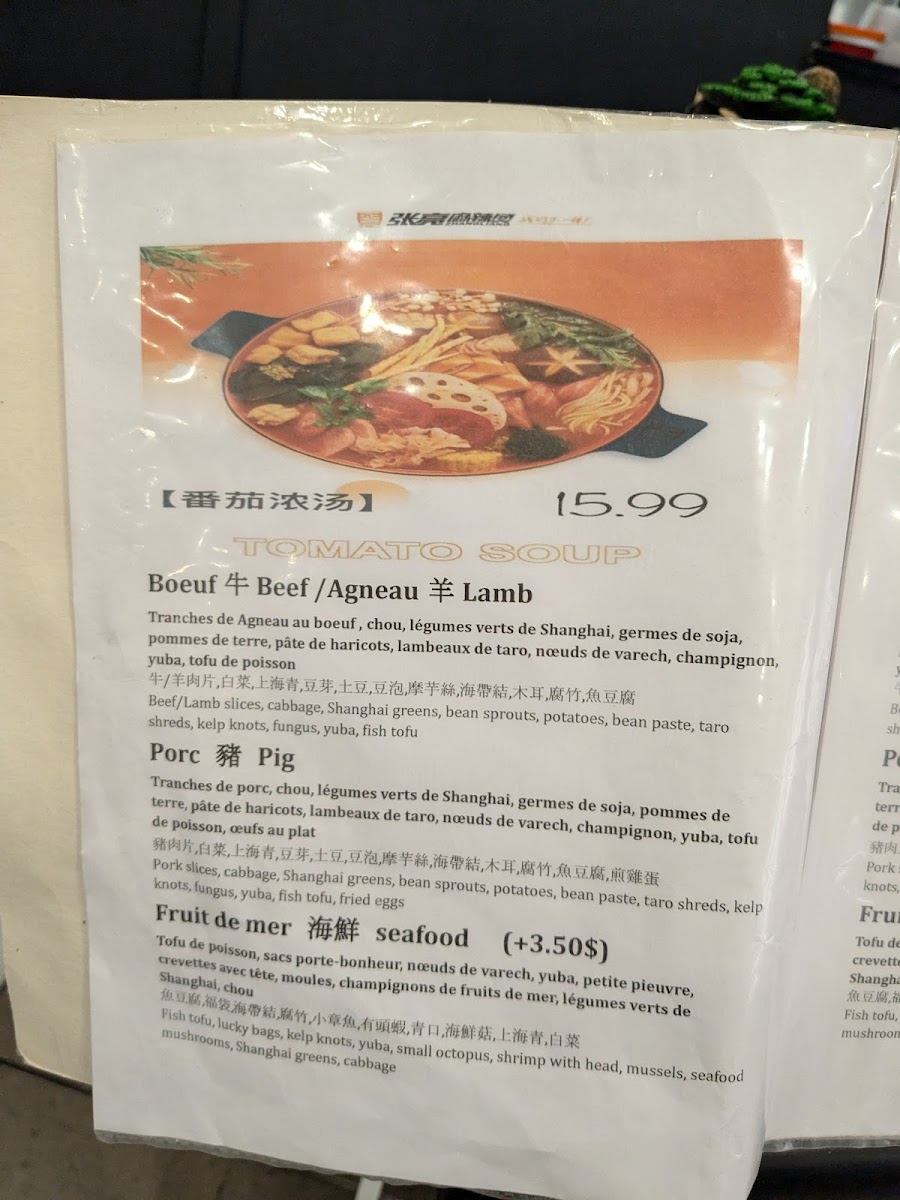 张亮麻辣烫
ZHANGLIANG
【番茄浓汤】 15.99
TOMATO SOUP
Boeuf 牛 Beef /Agneau 羊 Lamb
Tranches de Agneau au boeuf , chou, légumes verts de Shanghai, germes de soja,
pommes de terre, pâte de haricots, lambeaux de taro, nœuds de varech, champignon,
yuba, tofu de poisson
牛/羊肉片,白菜,上海青,豆芽,土豆,豆泡,摩芋絲,海帶結,木耳,腐竹,魚豆腐
Beef/Lamb slices, cabbage, Shanghai greens, bean sprouts, potatoes, bean paste, taro
shreds, kelp knots, fungus, yuba, fish tofu
Porc 豬 Pig
Tranches de porc, chou, légumes verts de Shanghai, germes de soja, pommes de
terre, pâte de haricots, lambeaux de taro, nœuds de varech, champignon, yuba, tofu
de poisson, œufs au plat
豬肉片,白菜,上海青,豆芽,土豆,豆泡,摩芋絲,海帶結,木耳,腐竹,魚豆腐,煎雞蛋
Pork slices, cabbage, Shanghai greens, bean sprouts, potatoes, bean paste, taro shreds, kelp
knots, fungus, yuba, fish tofu, fried eggs
Fruit de mer 海鮮 seafood (+3.50$)
Tofu de poisson, sacs porte-bonheur, nœuds de varech, yuba, petite pieuvre,
crevettes avec tête, moules, champignons de fruits de mer, légumes verts de
Shanghai, chou
魚豆腐,福袋,海帶結,腐竹,小章魚,有頭蝦,青口,海鮮菇,上海青,白菜
Fish tofu, lucky bags, kelp knots, yuba, small octopus, shrimp with head, mussels, seafood
mushrooms, Shanghai greens, cabbage